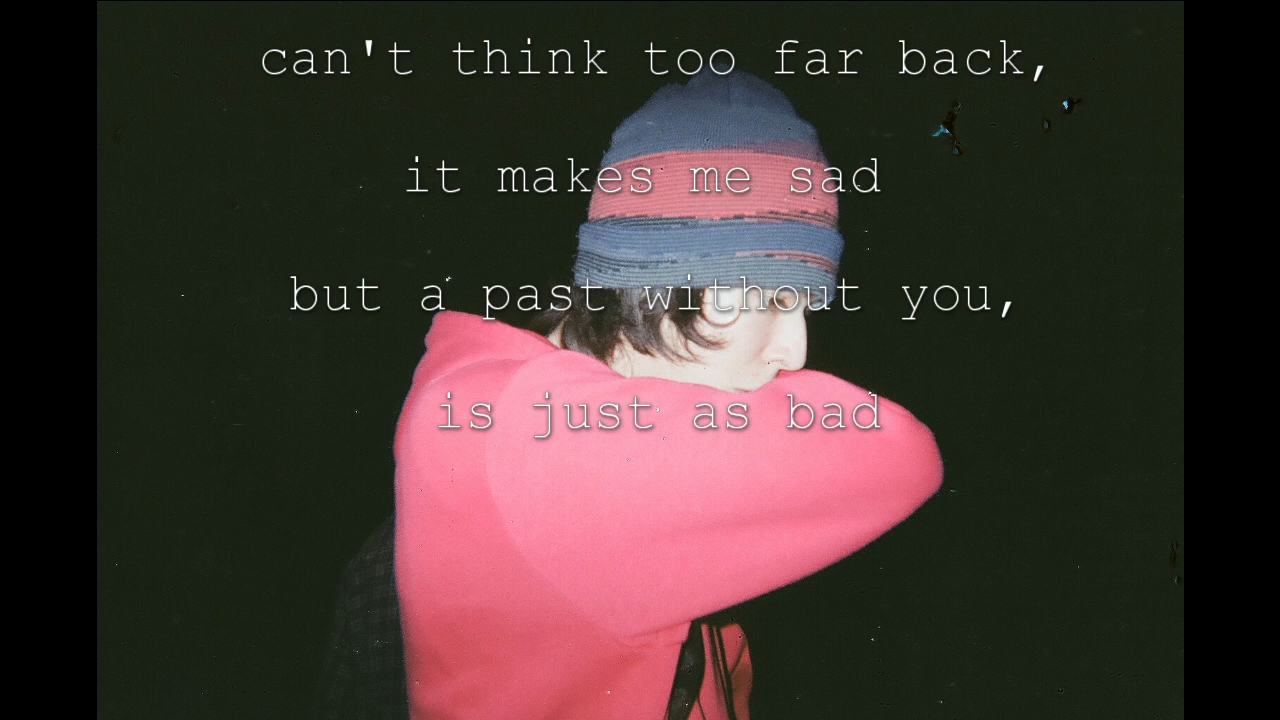 can't think too far back,
it makes me sad
but a past without you,
is just as bad